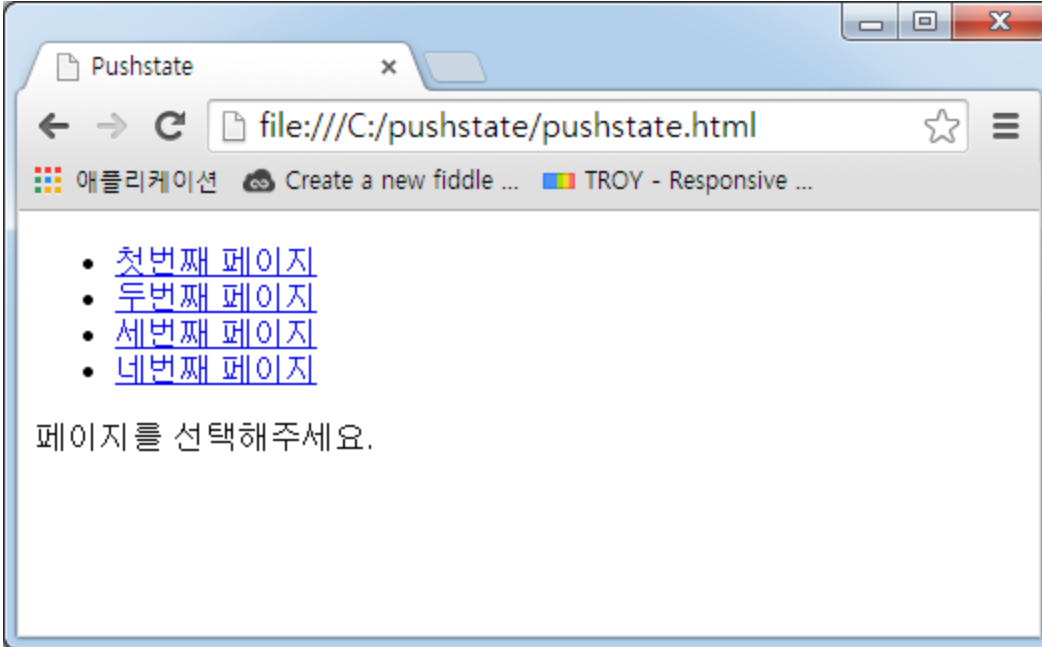 Pushstate
file:///C:/pushstate/pushstate.html
애플리케이션 Create a new fiddle ... TROY - Responsive ...
첫번째 페이지
두번째 페이지
세번째 페이지
네번째 페이지
페이지를 선택해주세요.